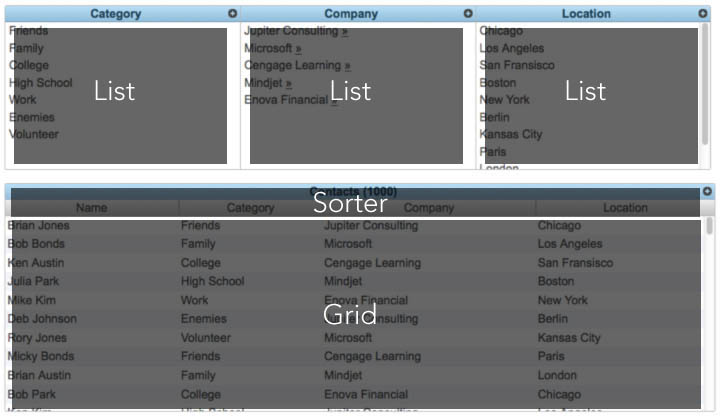 Category Company Location
Friends Jupiter Consulting » Chicago
Family Microsoft » Los Angeles
College Cengage Learning » San Fransisco
High School Mindjet » Boston
Work Enova Financial » New York
Enemies Berlin
Volunteer Kansas City
Paris
London
List List List
Contacts (1000)
Sorter
Name Category Company Location
Brian Jones Friends Jupiter Consulting Chicago
Bob Bonds Family Microsoft Los Angeles
Ken Austin College Cengage Learning San Fransisco
Julia Park High School Mindjet Boston
Mike Kim Work Enova Financial New York
Grid
Deb Johnson Enemies Jupiter Consulting Berlin
Rory Jones Volunteer Microsoft Kansas City
Micky Bonds Friends Cengage Learning Paris
Brian Austin Family Mindjet London
Bob Park College Enova Financial Chicago
Ken Kim High School Jupiter Consulting Los Angeles